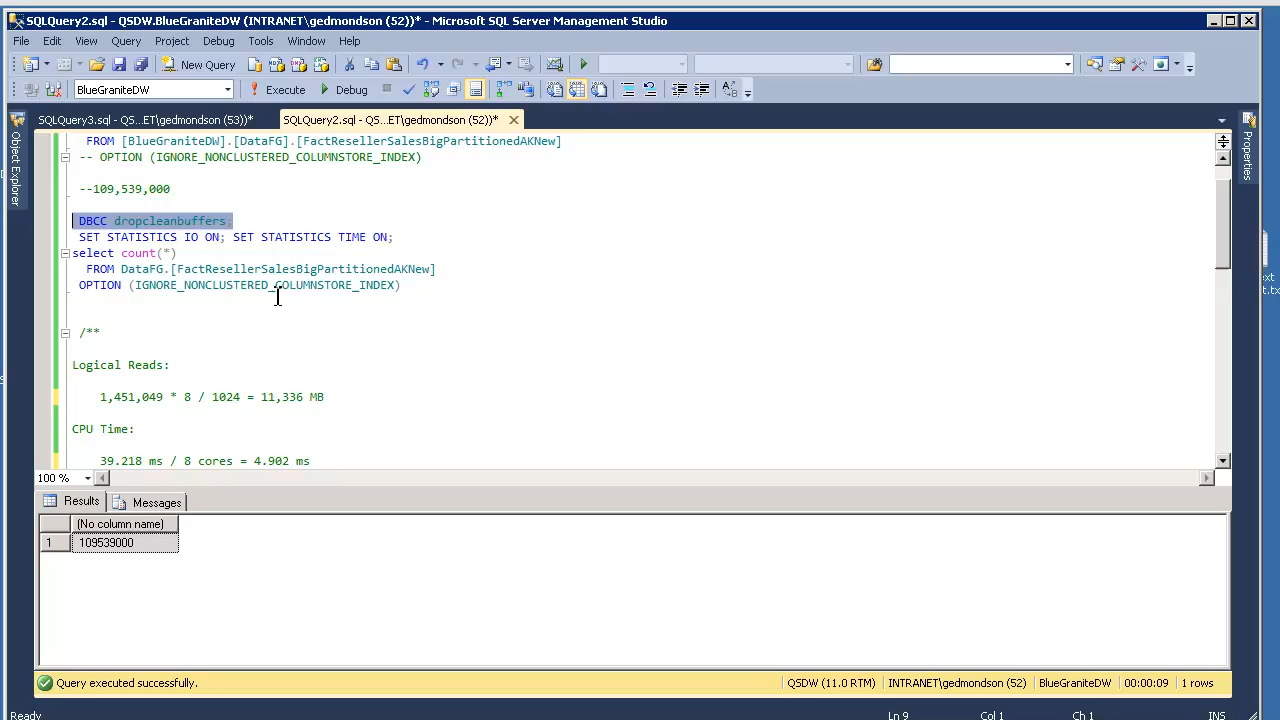 SQLQuery2.sql - QSDW.BlueGraniteDW (INTRANET\gedmondson (52))* - Microsoft SQL Server Management Studio
File Edit View Query Project Debug Tools Window Help
New Query
BlueGraniteDW Execute Debug
SQLQuery3.sql - QS...ET\gedmondson (53))* SQLQuery2.sql - QS...ET\gedmondson (52))*
Object Explorer
Properties
FROM [BlueGraniteDW].[DataFG].[FactResellerSalesBigPartitionedAKNew]
-- OPTION (IGNORE_NONCLUSTERED_COLUMNSTORE_INDEX)
--109,539,000
DBCC dropcleanbuffers;
SET STATISTICS IO ON; SET STATISTICS TIME ON;
select count(*)
FROM DataFG.[FactResellerSalesBigPartitionedAKNew]
OPTION (IGNORE_NONCLUSTERED_COLUMNSTORE_INDEX)
/**
Logical Reads:
1,451,049 * 8 / 1024 = 11,336 MB
CPU Time:
39.218 ms / 8 cores = 4.902 ms
100 %
Results Messages
(No column name)
1 109539000
Query executed successfully. QSDW (11.0 RTM) INTRANET\gedmondson (52) BlueGraniteDW 00:00:09 1 rows
Ready Ln 9 Col 1 Ch 1 INS
ext
t.txt